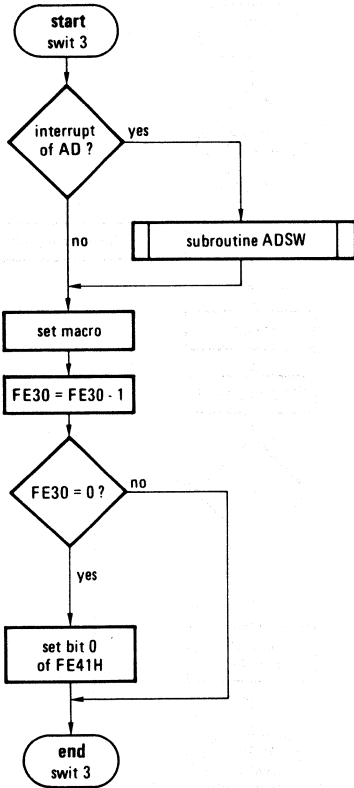 start
swit 3
interrupt
of AD ?
yes
no
subroutine ADSW
set macro
FE30 = FE30 - 1
FE30 = 0 ?
no
yes
set bit 0
of FE41H
end
swit 3